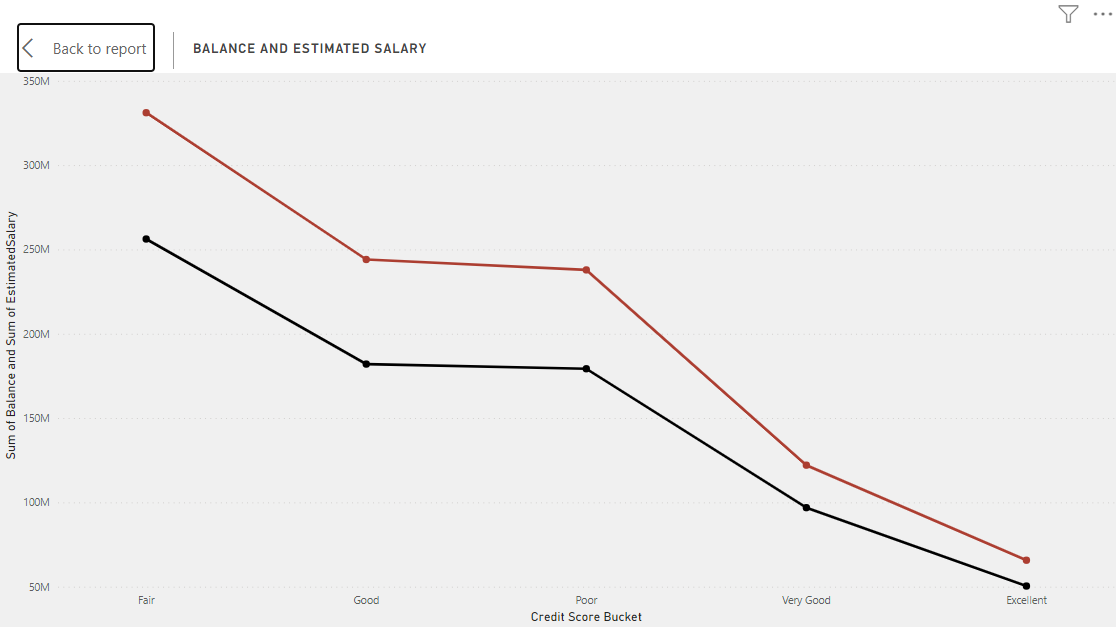 Back to report
BALANCE AND ESTIMATED SALARY
Sum of Balance and Sum of EstimatedSalary
350M
300M
250M
200M
150M
100M
50M
Fair Good Poor Very Good Excellent
Credit Score Bucket